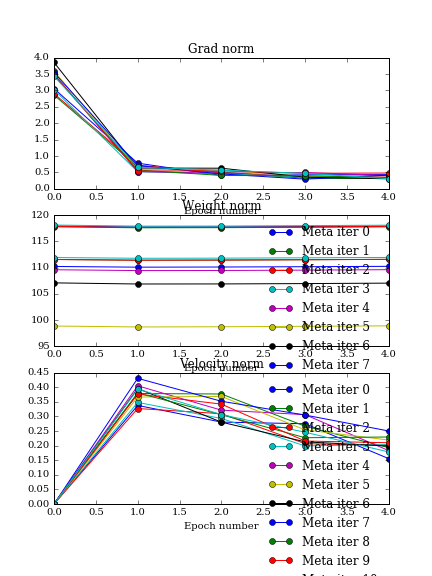 Grad norm
4.0
3.5
3.0
2.5
2.0
1.5
1.0
0.5
0.0
0.0 0.5 1.0 1.5 2.0 2.5 3.0 3.5 4.0
Epoch number
Weight norm
120
115
110
105
100
95
0.0 0.5 1.0 1.5 2.0 2.5 3.0 3.5 4.0
Epoch number
Meta iter 0
Meta iter 1
Meta iter 2
Meta iter 3
Meta iter 4
Meta iter 5
Meta iter 6
Meta iter 7
Velocity norm
0.45
0.40
0.35
0.30
0.25
0.20
0.15
0.10
0.05
0.00
0.0 0.5 1.0 1.5 2.0 2.5 3.0 3.5 4.0
Epoch number
Meta iter 0
Meta iter 1
Meta iter 2
Meta iter 3
Meta iter 4
Meta iter 5
Meta iter 6
Meta iter 7
Meta iter 8
Meta iter 9
Meta iter 10